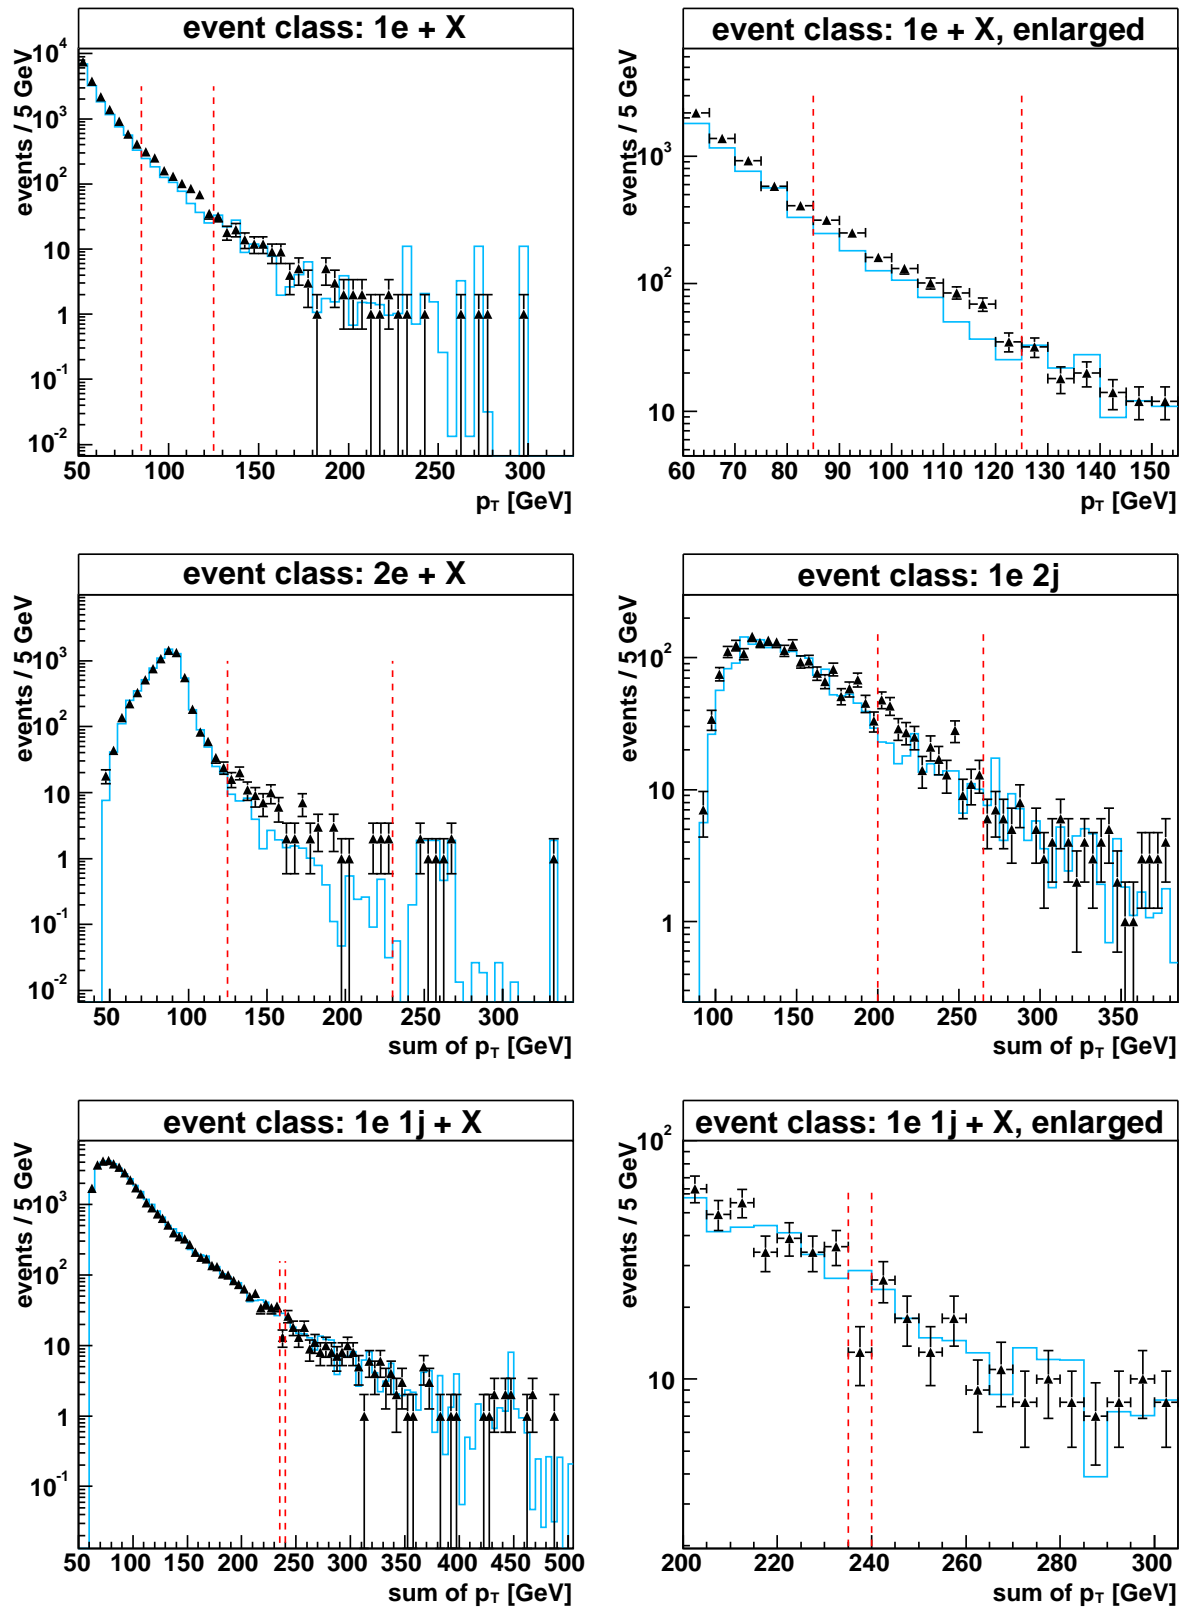 event class: 1e + X
events / 5 GeV
10^4
10^3
10^2
10
1
10^-1
10^-2
50 100 150 200 250 300
p_T [GeV]
event class: 1e + X, enlarged
events / 5 GeV
10^3
10^2
10
60 70 80 90 100 110 120 130 140 150
p_T [GeV]
event class: 2e + X
events / 5 GeV
10^3
10^2
10
1
10^-1
10^-2
50 100 150 200 250 300
sum of p_T [GeV]
event class: 1e 2j
events / 5 GeV
10^2
10
1
100 150 200 250 300 350
sum of p_T [GeV]
event class: 1e 1j + X
events / 5 GeV
10^3
10^2
10
1
10^-1
50 100 150 200 250 300 350 400 450 500
sum of p_T [GeV]
event class: 1e 1j + X, enlarged
events / 5 GeV
10^2
10
200 220 240 260 280 300
sum of p_T [GeV]